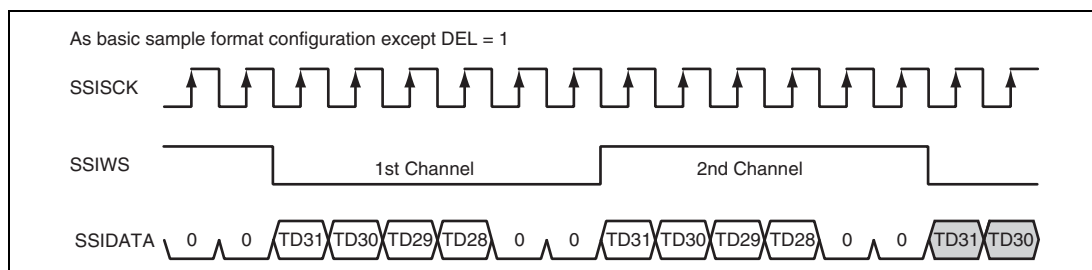 As basic sample format configuration except DEL = 1
SSISCK
SSIWS 1st Channel 2nd Channel
SSIDATA 0 0 TD31 TD30 TD29 TD28 0 0 TD31 TD30 TD29 TD28 0 0 TD31 TD30